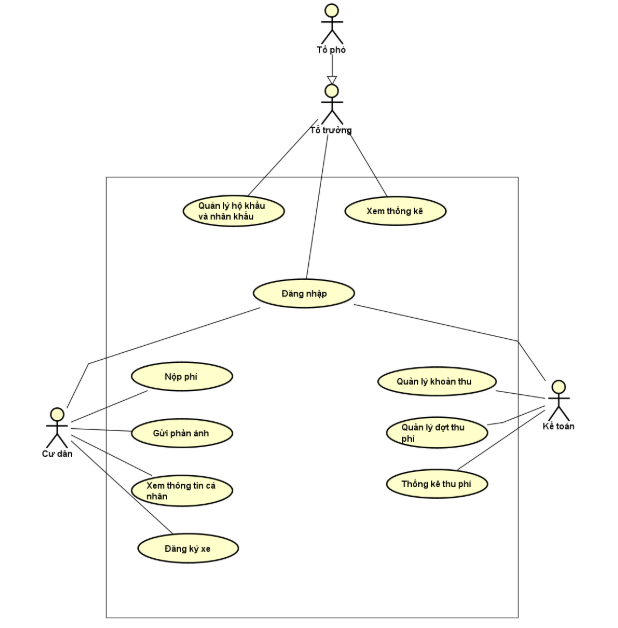 Tổ phó
Tổ trưởng
Quản lý hộ khẩu
và nhân khẩu
Xem thống kê
Đăng nhập
Nộp phí
Quản lý khoản thu
Gửi phản ánh
Quản lý đợt thu
phí
Cư dân
Kế toán
Xem thông tin cá
nhân
Thống kê thu phí
Đăng ký xe